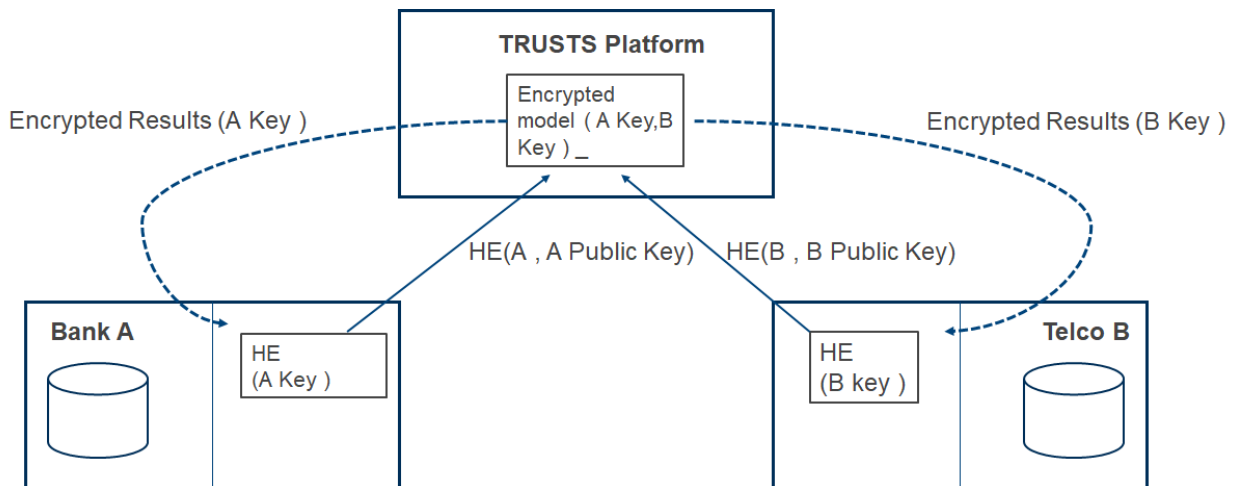 TRUSTS Platform
Encrypted
model ( A Key,B
Key ) _
Encrypted Results (A Key )
Encrypted Results (B Key )
HE(A , A Public Key)
HE(B , B Public Key)
Bank A
HE
(A Key )
HE
(B key )
Telco B